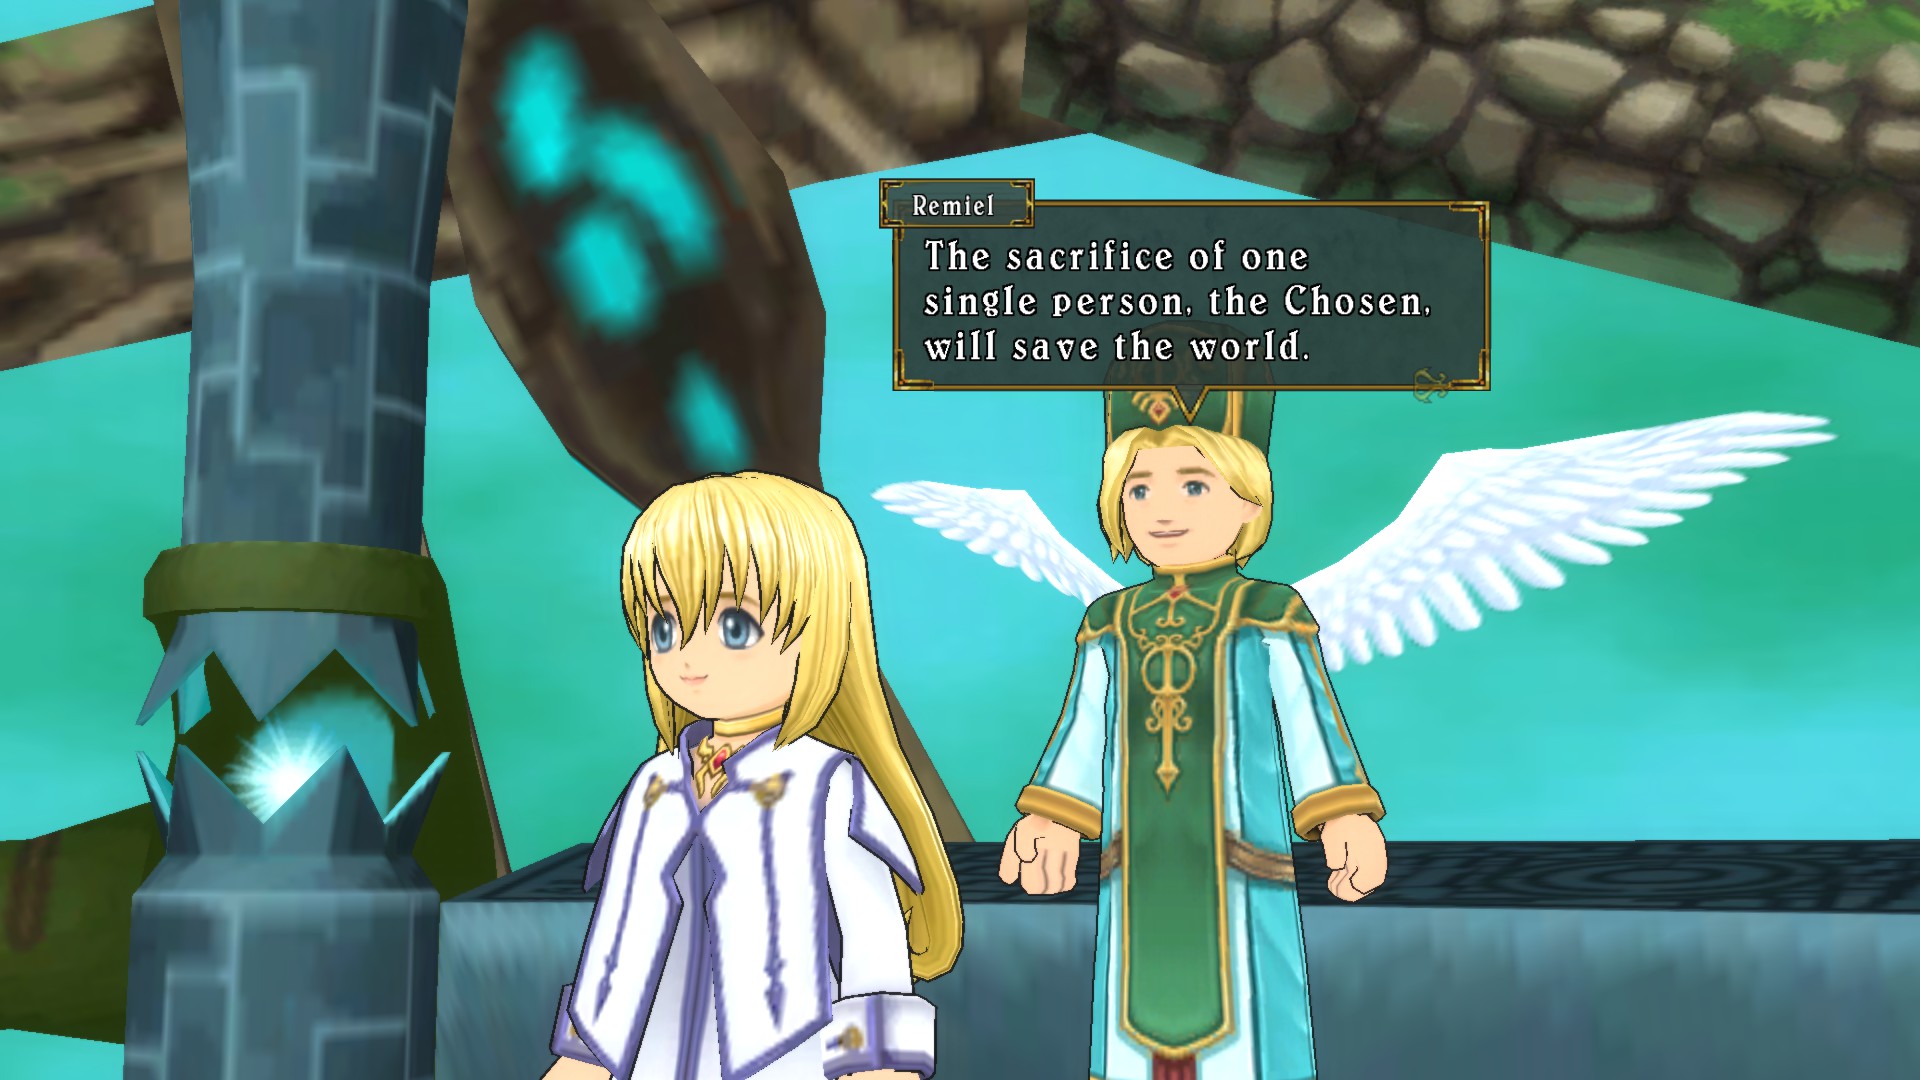 Remiel
The sacrifice of one
single person, the Chosen,
will save the world.